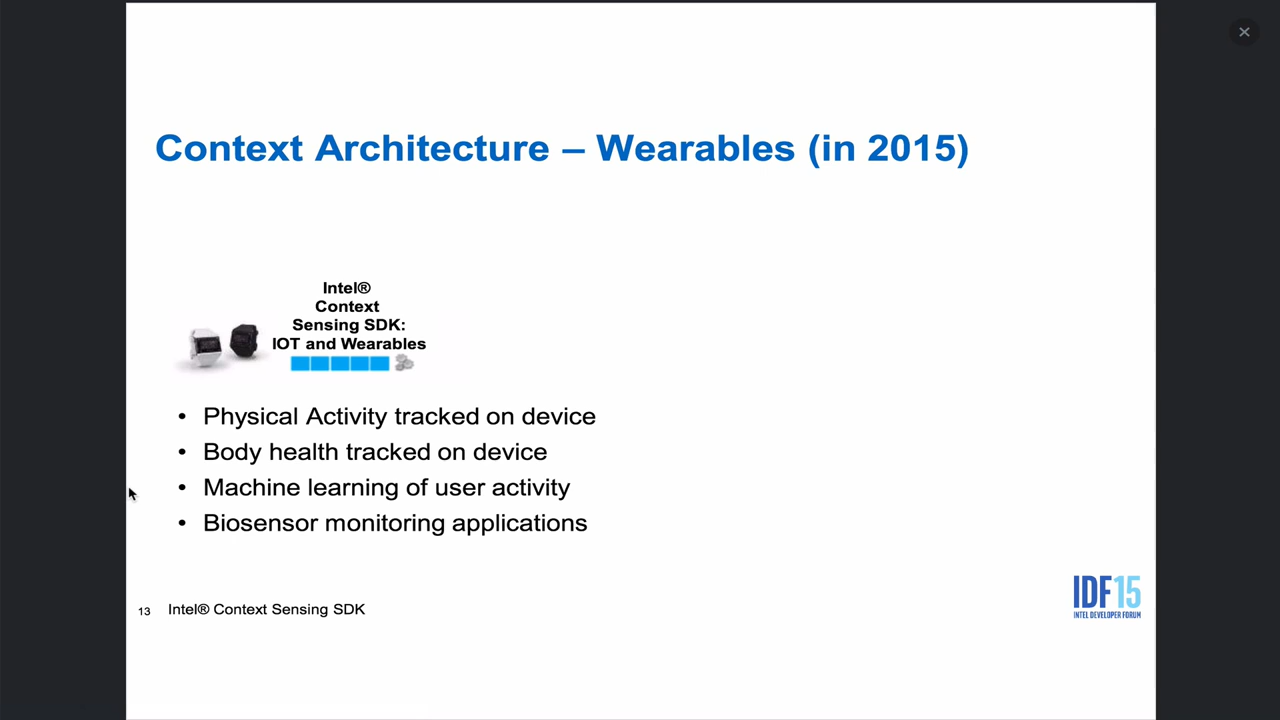 Context Architecture – Wearables (in 2015)
Intel®
Context
Sensing SDK:
IOT and Wearables
• Physical Activity tracked on device
• Body health tracked on device
• Machine learning of user activity
• Biosensor monitoring applications
13 Intel® Context Sensing SDK
IDF15
INTEL DEVELOPER FORUM